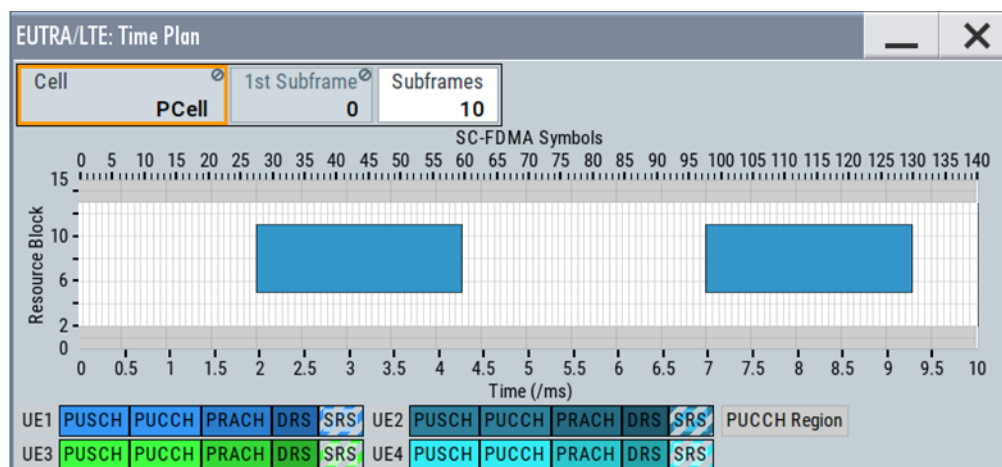 EUTRA/LTE: Time Plan
Cell 1st Subframe Subframes
PCell 0 10
SC-FDMA Symbols
0 5 10 15 20 25 30 35 40 45 50 55 60 65 70 75 80 85 90 95 100 105 110 115 120 125 130 135 140
15
10
6
2
0
Resource Block
0 0.5 1 1.5 2 2.5 3 3.5 4 4.5 5 5.5 6 6.5 7 7.5 8 8.5 9 9.5 10
Time (/ms)
UE1 PUSCH PUCCH PRACH DRS SRS UE2 PUSCH PUCCH PRACH DRS SRS PUCCH Region
UE3 PUSCH PUCCH PRACH DRS SRS UE4 PUSCH PUCCH PRACH DRS SRS